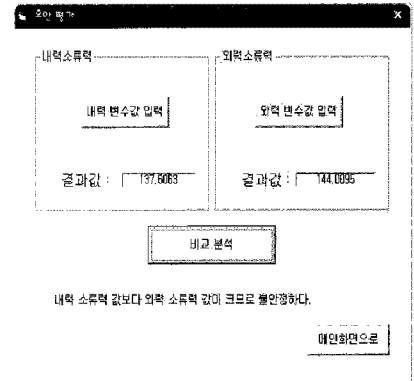 호안 평가
내력소류력
외력소류력
내력 변수값 입력
외력 변수값 입력
결과값 : 137.6063
결과값 : 144.0095
비교 분석
내력 소류력 값보다 외력 소류력 값이 크므로 불안정하다.
메인화면으로